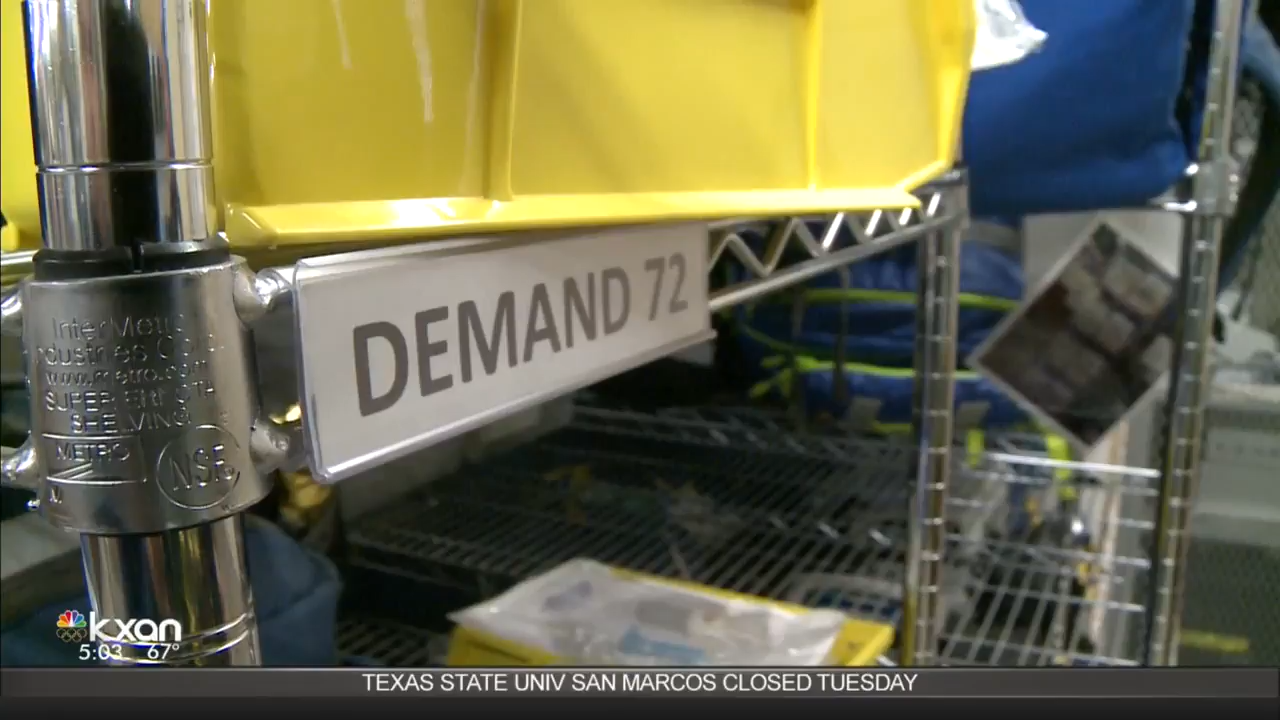 InterMetro
Industries Corp.
www.metro.com
SUPER ERECTA
SHELVING
METRO
NSF
DEMAND 72
kxan
5:03 67°
TEXAS STATE UNIV SAN MARCOS CLOSED TUESDAY